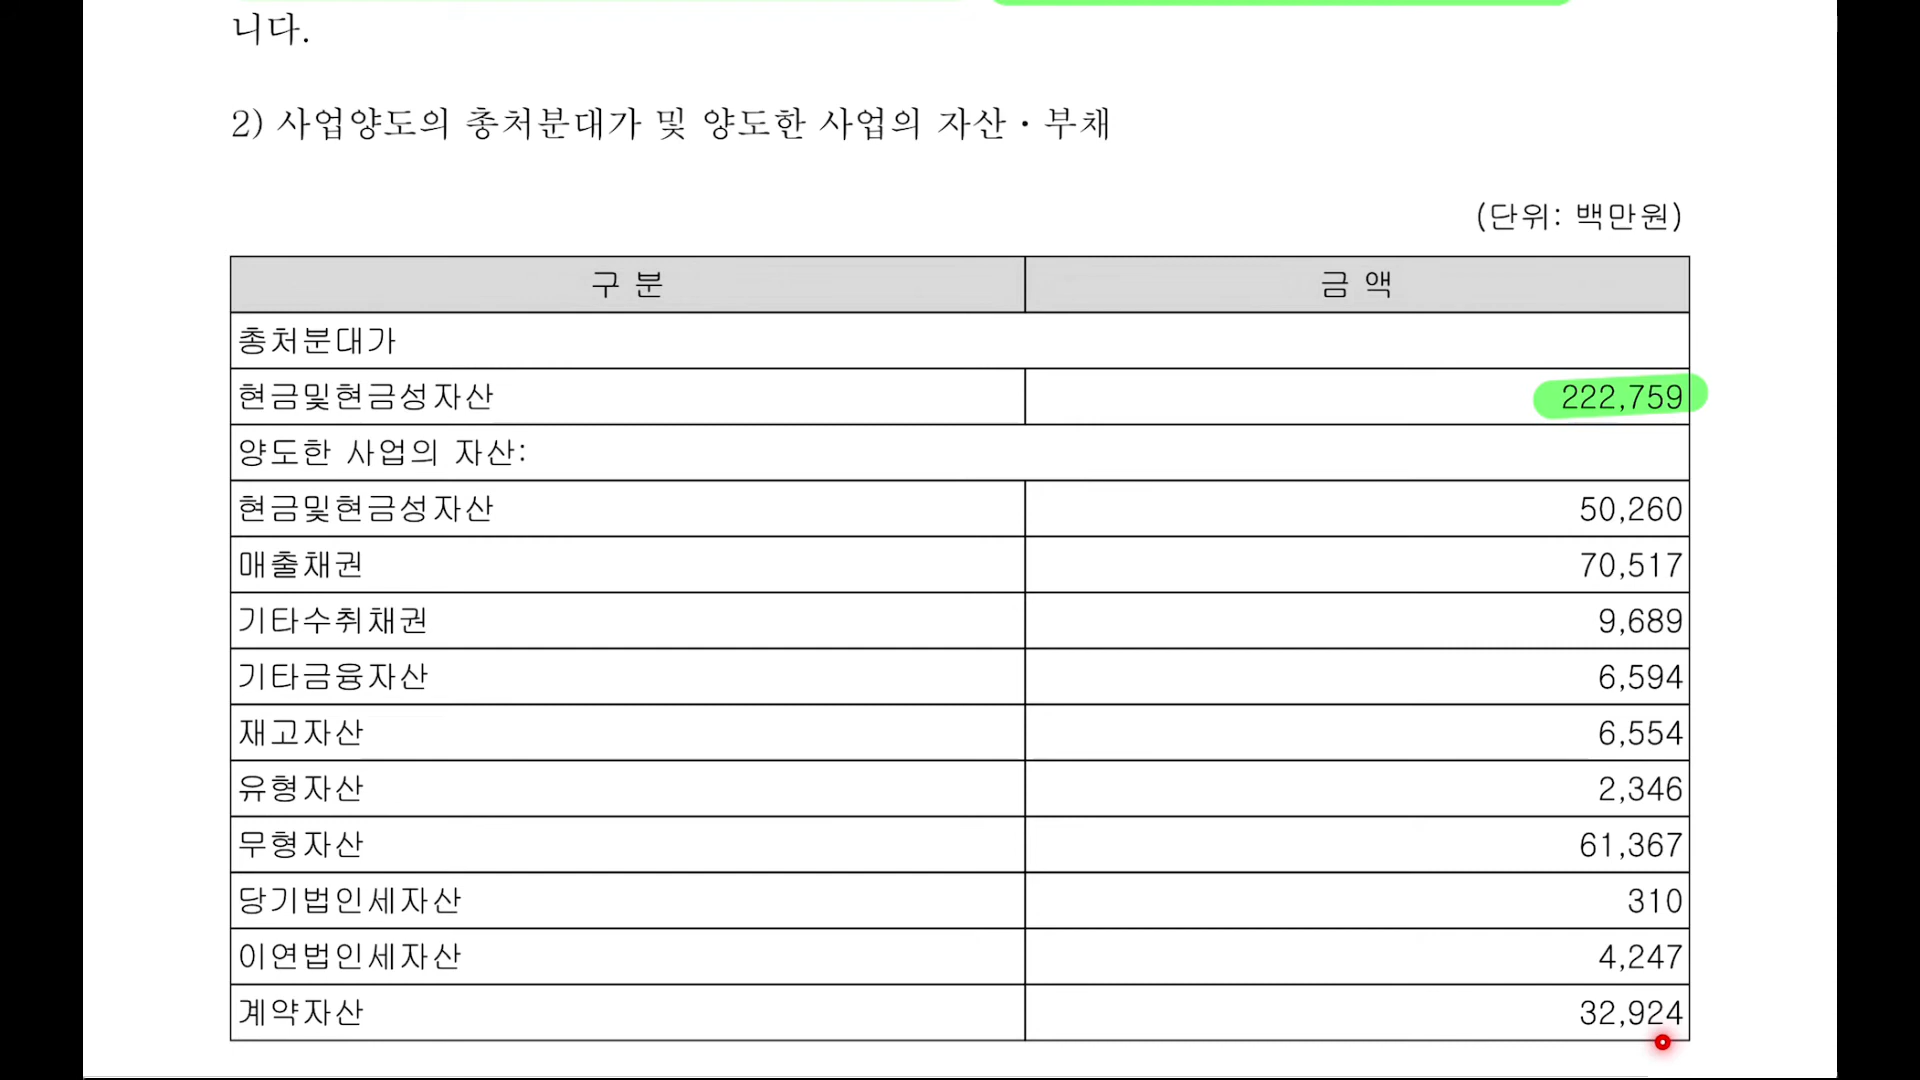 니다.
2) 사업양도의 총처분대가 및 양도한 사업의 자산·부채
(단위: 백만원)
구 분 금 액
총처분대가
현금및현금성자산 222,759
양도한 사업의 자산:
현금및현금성자산 50,260
매출채권 70,517
기타수취채권 9,689
기타금융자산 6,594
재고자산 6,554
유형자산 2,346
무형자산 61,367
당기법인세자산 310
이연법인세자산 4,247
계약자산 32,924